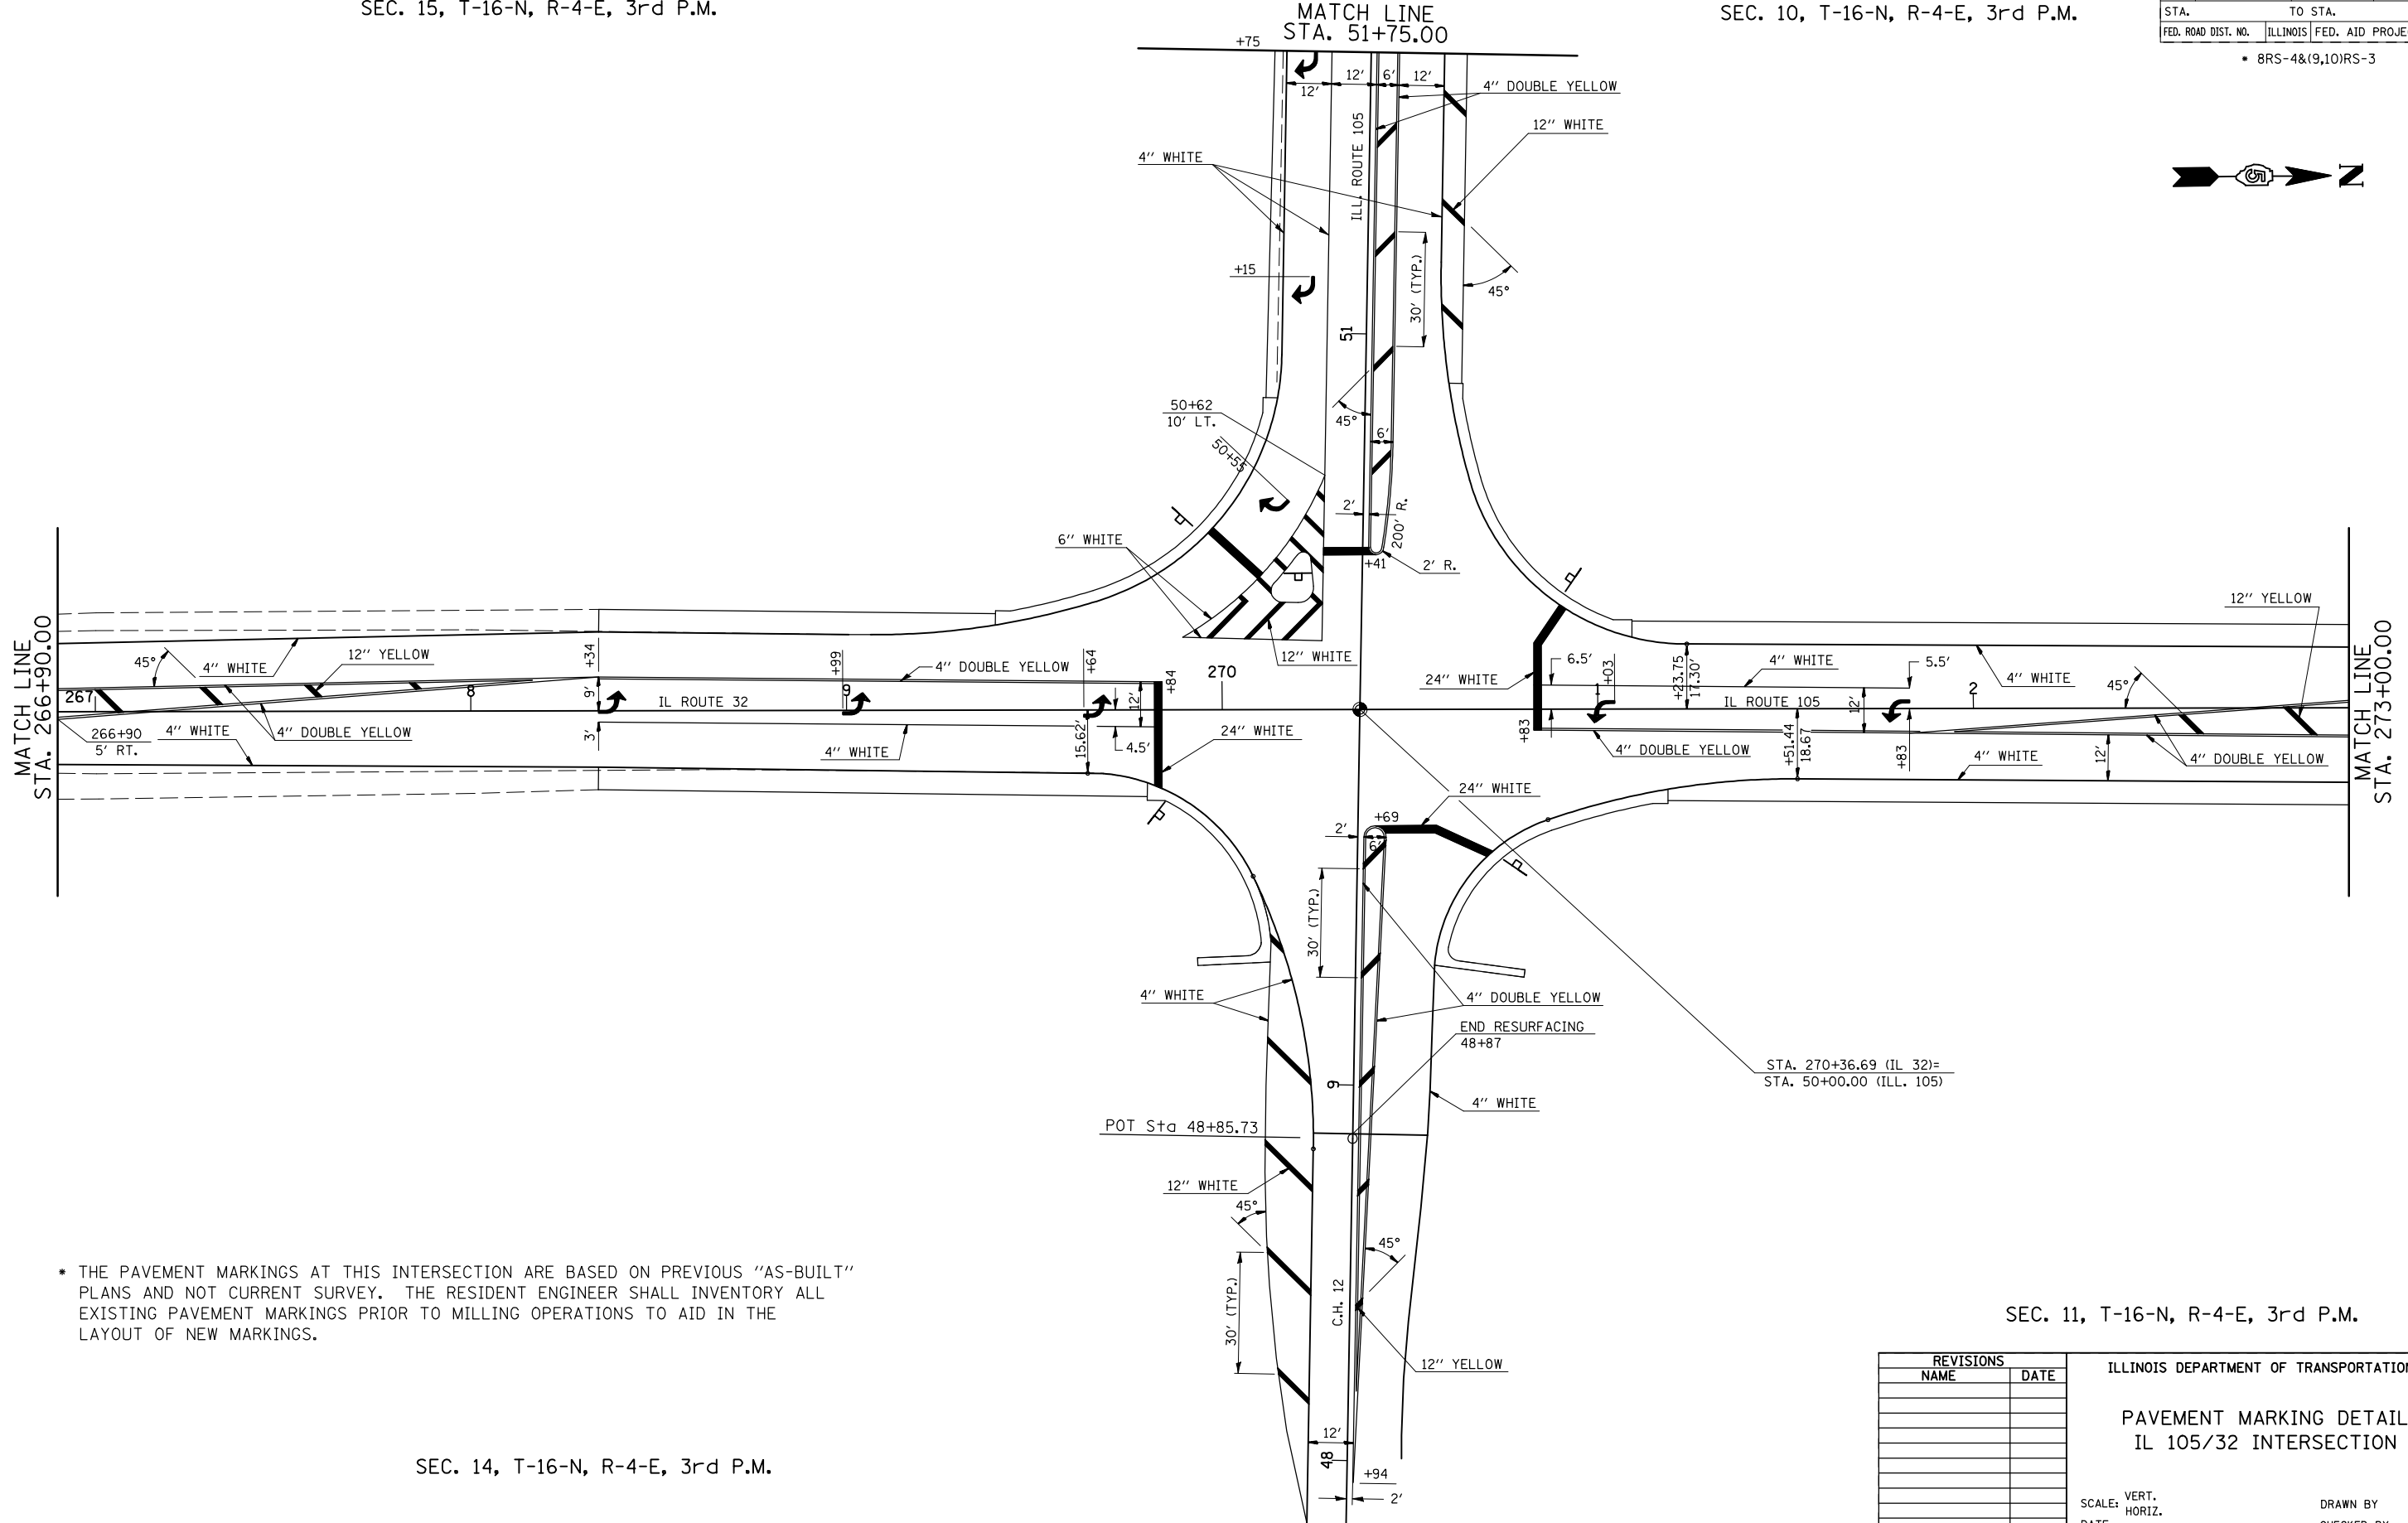 SEC. 15, T-16-N, R-4-E, 3rd P.M.
MATCH LINE
STA. 51+75.00
SEC. 10, T-16-N, R-4-E, 3rd P.M.
STA. TO STA.
FED. ROAD DIST. NO. ILLINOIS FED. AID
* 8RS-4&(9,10)RS-3
+75
12'
12'
6'
12'
4" DOUBLE YELLOW
12" WHITE
4" WHITE
ILL. ROUTE 105
N
+15
30' (TYP.)
45°
51
50+62
10' LT.
45°
50+55
6'
2'
200' R.
6" WHITE
+41
2' R.
12" WHITE
MATCH LINE
STA. 266+90.00
45°
4" WHITE
12" YELLOW
+34
+99
4" DOUBLE YELLOW
+64
+84
270
24" WHITE
6.5'
+03
+23.75
17.30'
4" WHITE
5.5'
4" WHITE
12" YELLOW
45°
MATCH LINE
STA. 273+00.00
267
8
9'
IL ROUTE 32
9
12'
1
IL ROUTE 105
12'
2
266+90
5' RT.
4" WHITE
4" DOUBLE YELLOW
3'
4" WHITE
15.62'
4.5'
24" WHITE
+83
4" DOUBLE YELLOW
+51.44
18.67
+83
4" WHITE
12'
4" DOUBLE YELLOW
24" WHITE
+69
2'
6'
30' (TYP.)
4" WHITE
4" DOUBLE YELLOW
END RESURFACING
48+87
STA. 270+36.69 (IL 32)=
STA. 50+00.00 (ILL. 105)
9
4" WHITE
POT Sta 48+85.73
12" WHITE
45°
45°
30' (TYP.)
C.H. 12
12" YELLOW
* THE PAVEMENT MARKINGS AT THIS INTERSECTION ARE BASED ON PREVIOUS "AS-BUILT"
PLANS AND NOT CURRENT SURVEY. THE RESIDENT ENGINEER SHALL INVENTORY ALL
EXISTING PAVEMENT MARKINGS PRIOR TO MILLING OPERATIONS TO AID IN THE
LAYOUT OF NEW MARKINGS.
SEC. 11, T-16-N, R-4-E, 3rd P.M.
SEC. 14, T-16-N, R-4-E, 3rd P.M.
12'
48
+94
2'
REVISIONS
NAME DATE
ILLINOIS DEPARTMENT OF TRANSPORTATION
PAVEMENT MARKING DETAIL
IL 105/32 INTERSECTION
SCALE: VERT.
HORIZ.
DRAWN BY